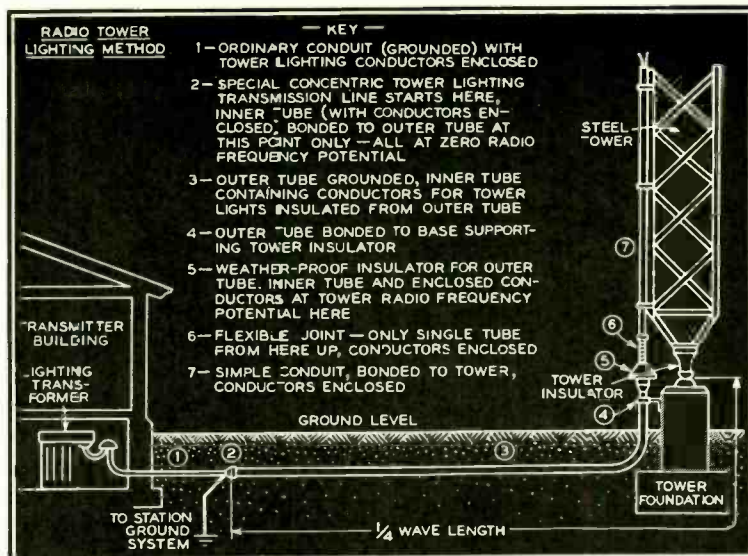 RADIO TOWER
LIGHTING METHOD
— KEY —
1—ORDINARY CONDUIT (GROUNDED) WITH
TOWER LIGHTING CONDUCTORS ENCLOSED
2—SPECIAL CONCENTRIC TOWER LIGHTING
TRANSMISSION LINE STARTS HERE,
INNER TUBE (WITH CONDUCTORS EN-
CLOSED, BONDED TO OUTER TUBE AT
THIS POINT ONLY—ALL AT ZERO RADIO
FREQUENCY POTENTIAL
3—OUTER TUBE GROUNDED, INNER TUBE
CONTAINING CONDUCTORS FOR TOWER
LIGHTS INSULATED FROM OUTER TUBE
4—OUTER TUBE BONDED TO BASE SUPPORT-
ING TOWER INSULATOR
5—WEATHER-PROOF INSULATOR FOR OUTER
TUBE. INNER TUBE AND ENCLOSED CON-
DUCTORS AT TOWER RADIO FREQUENCY
POTENTIAL HERE
6—FLEXIBLE JOINT—ONLY SINGLE TUBE
FROM HERE UP, CONDUCTORS ENCLOSED
7—SIMPLE CONDUIT, BONDED TO TOWER,
CONDUCTORS ENCLOSED
STEEL
TOWER
7
6
5
TOWER
INSULATOR
4
TRANSMITTER
BUILDING
LIGHTING
TRANS-
FORMER
GROUND LEVEL
1
2
3
TO STATION
GROUND
SYSTEM
1/4 WAVE LENGTH
TOWER
FOUNDATION